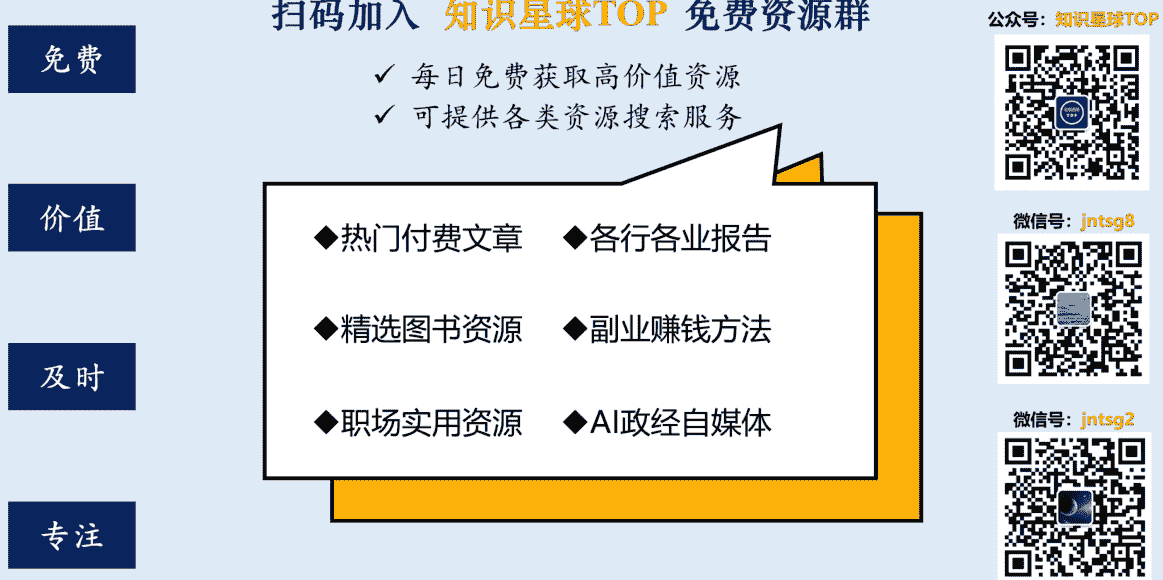 扫码加入 知识星球TOP 免费资源群
每日免费获取高价值资源
可提供各类资源搜索服务
免费
价值
及时
专注
热门付费文章
各行各业报告
精选图书资源
副业赚钱方法
职场实用资源
AI政经自媒体
公众号：知识星球TOP
微信号：jntsg8
微信号：jntsg2